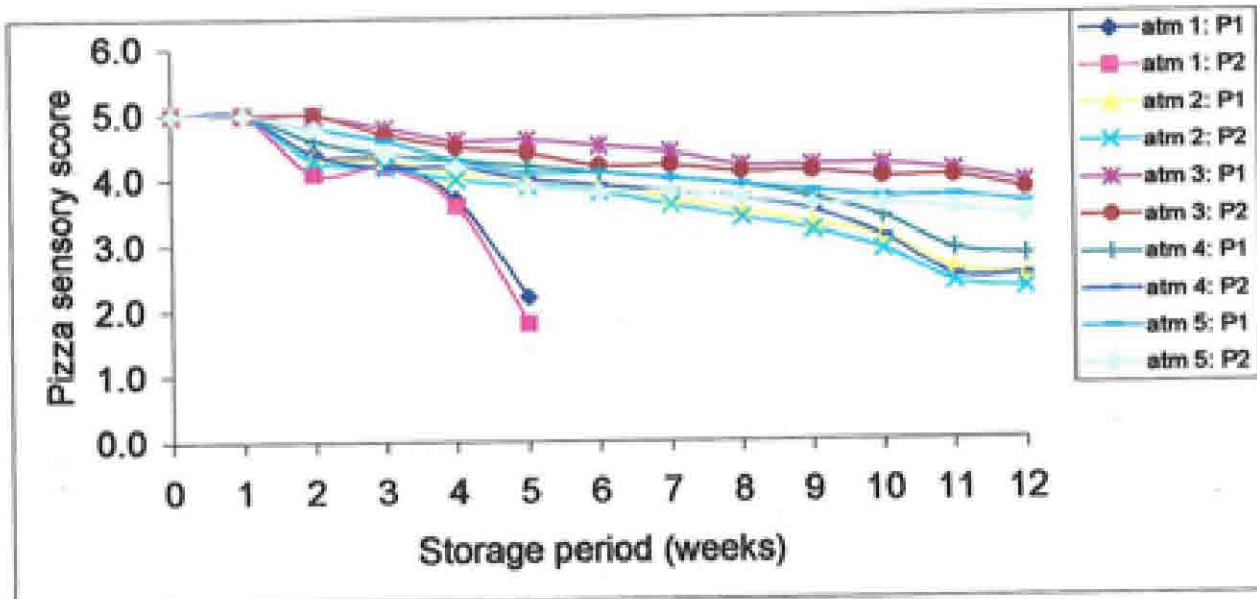 6.0
5.0
4.0
3.0
2.0
1.0
0.0
Pizza sensory score
0 1 2 3 4 5 6 7 8 9 10 11 12
Storage period (weeks)
atm 1: P1
atm 1: P2
atm 2: P1
atm 2: P2
atm 3: P1
atm 3: P2
atm 4: P1
atm 4: P2
atm 5: P1
atm 5: P2